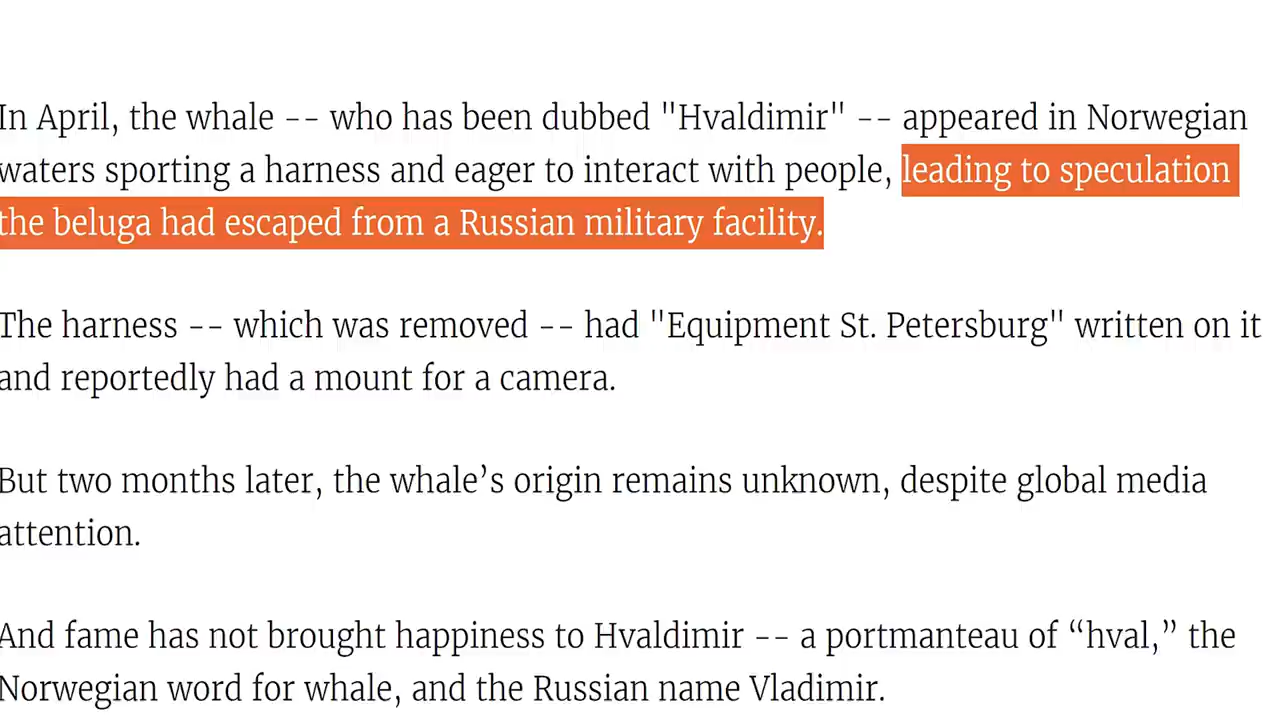 In April, the whale -- who has been dubbed "Hvaldimir" -- appeared in Norwegian
waters sporting a harness and eager to interact with people, leading to speculation
the beluga had escaped from a Russian military facility.
The harness -- which was removed -- had "Equipment St. Petersburg" written on it
and reportedly had a mount for a camera.
But two months later, the whale’s origin remains unknown, despite global media
attention.
And fame has not brought happiness to Hvaldimir -- a portmanteau of “hval,” the
Norwegian word for whale, and the Russian name Vladimir.